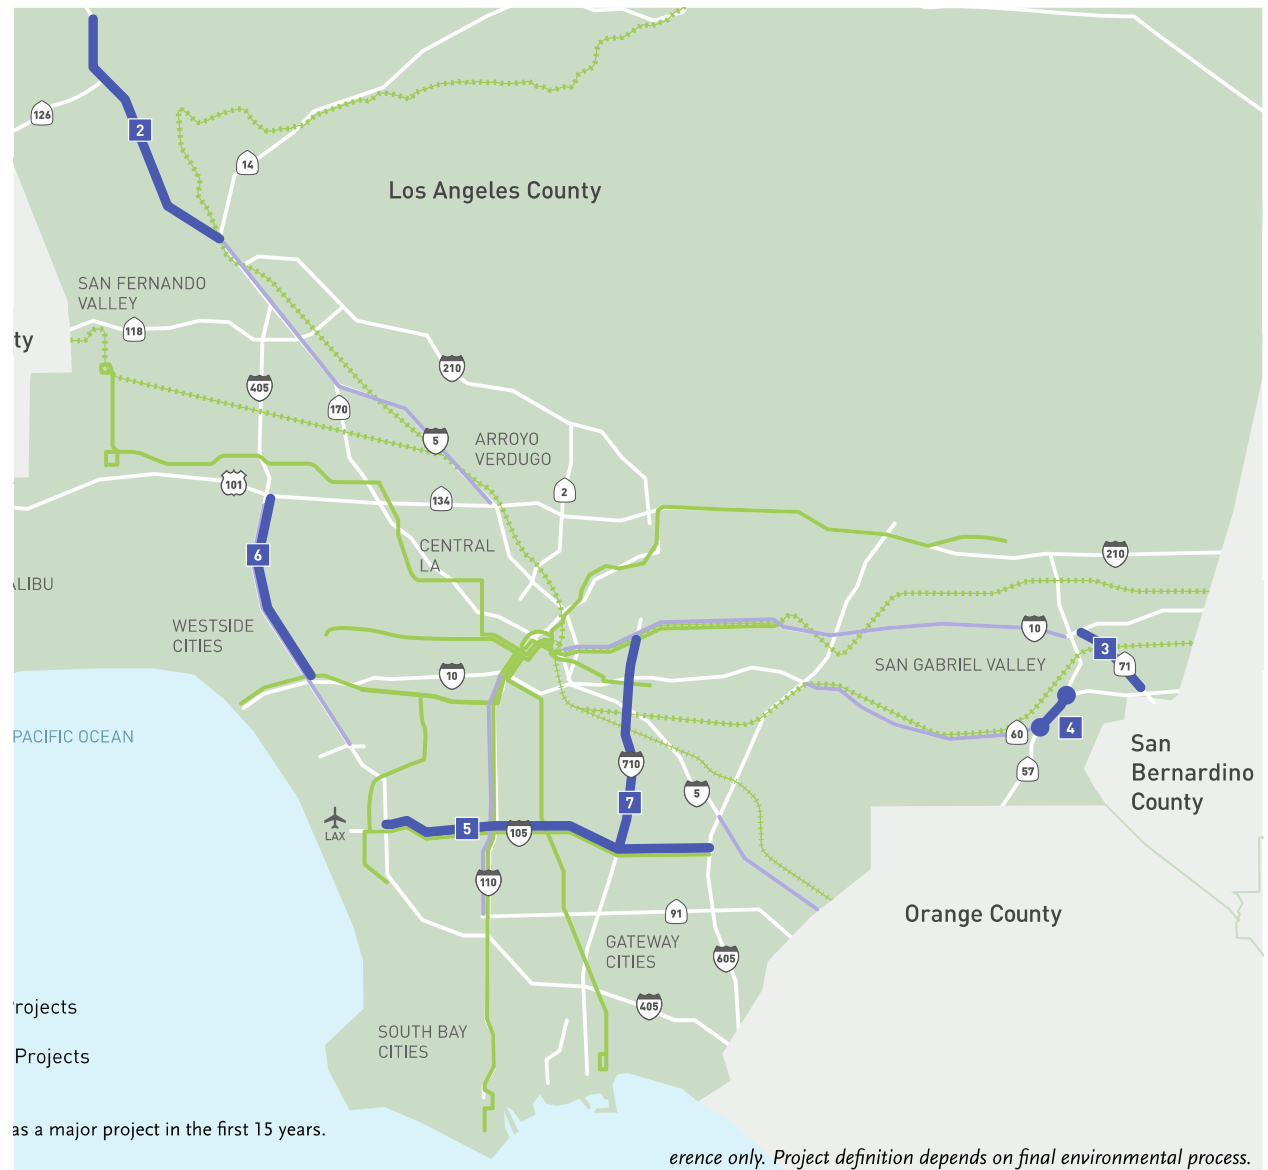 126
2
14
Los Angeles County
SAN FERNANDO
VALLEY
118
ty
210
405
170
5
ARROYO
VERDUGO
101
134
2
CENTRAL
LA
210
6
ALIBU
WESTSIDE
CITIES
10
10
3
71
SAN GABRIEL VALLEY
4
60
57
PACIFIC OCEAN
San
Bernardino
County
710
7
5
LAX
5
105
110
91
Orange County
GATEWAY
CITIES
605
405
rojects
SOUTH BAY
CITIES
Projects
as a major project in the first 15 years.
erence only. Project definition depends on final environmental process.